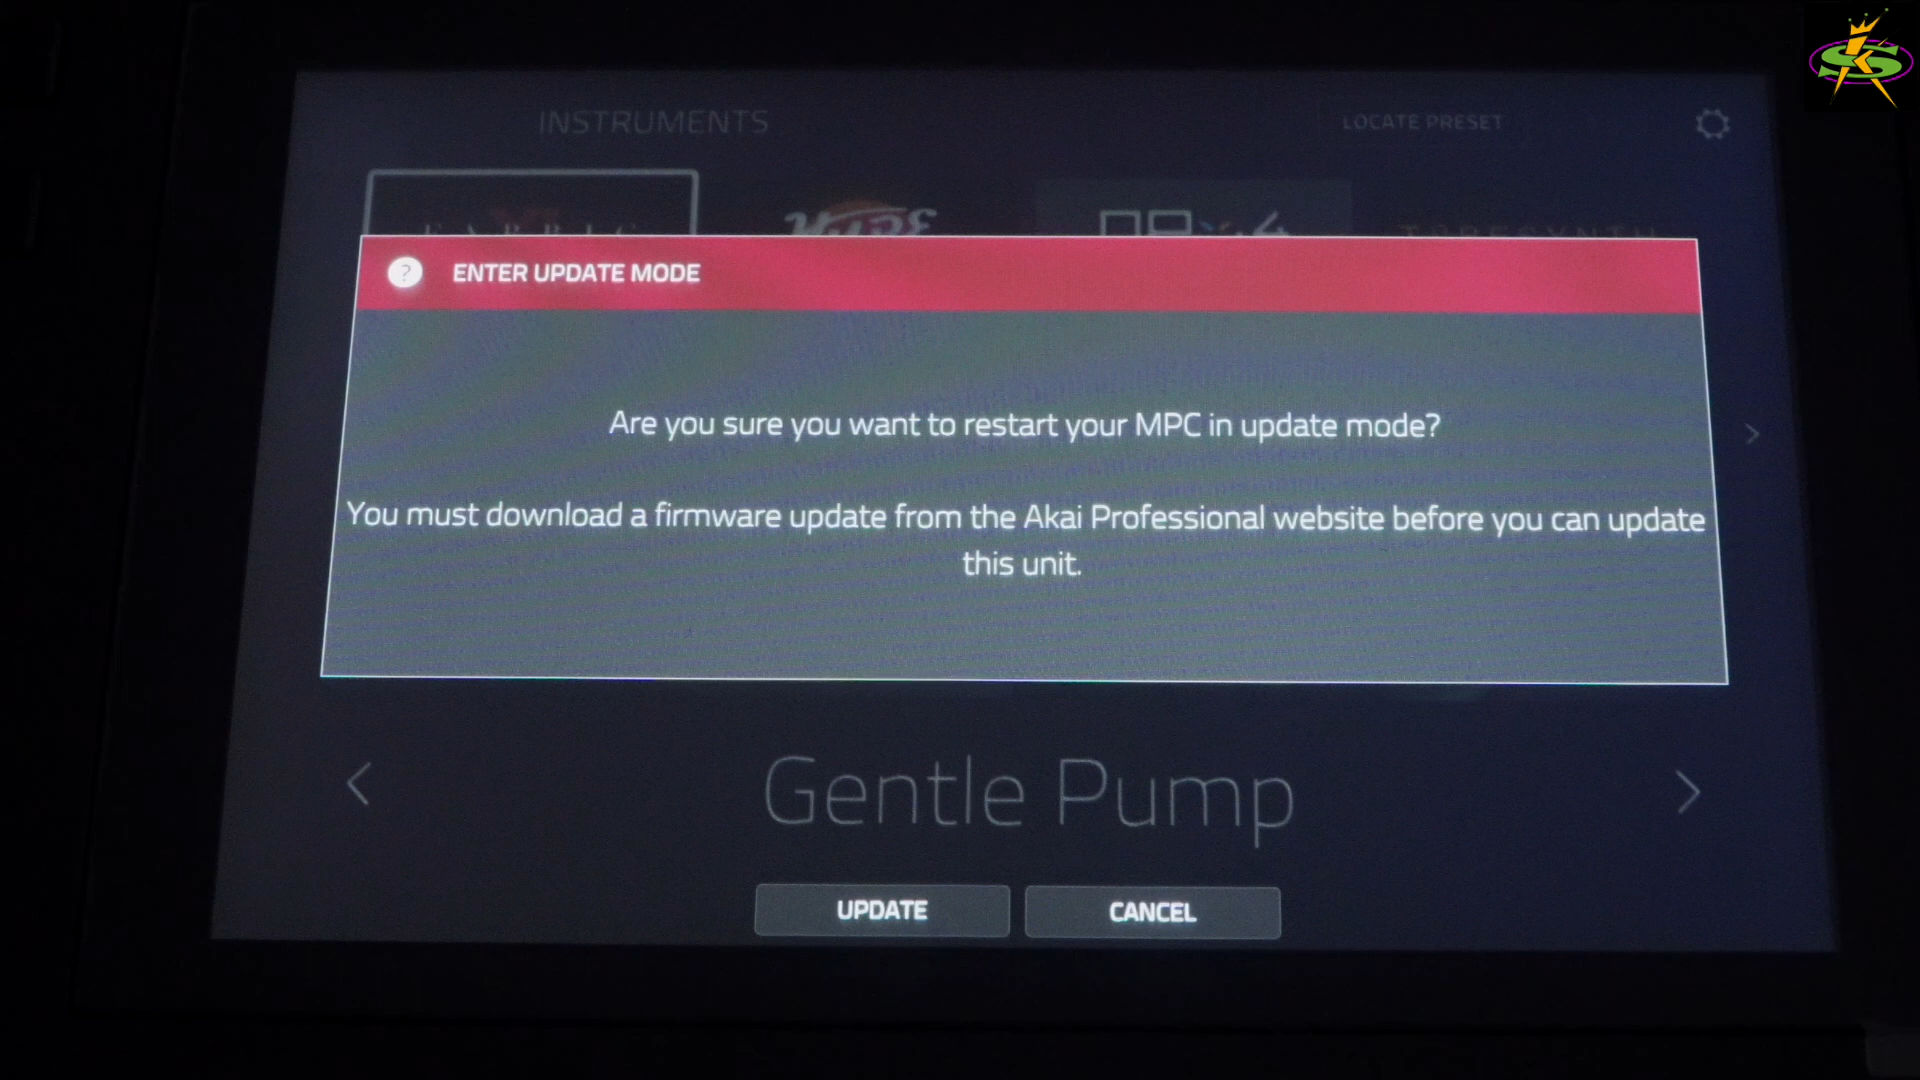 INSTRUMENTS
LOCATE PRESET
?
ENTER UPDATE MODE
Are you sure you want to restart your MPC in update mode?
You must download a firmware update from the Akai Professional website before you can update
this unit.
Gentle Pump
UPDATE
CANCEL